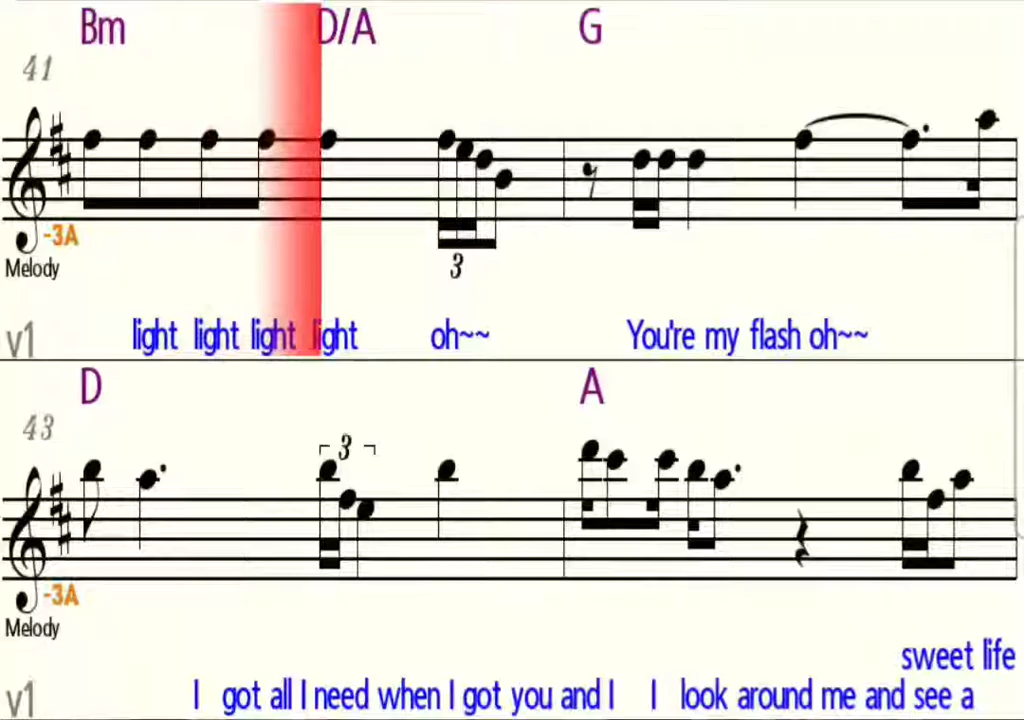 Bm D/A G
41
-3A
Melody
3
v1 light light light light oh~~ You're my flash oh~~
D A
43
3
-3A
Melody
sweet life
v1 I got all I need when I got you and I I look around me and see a